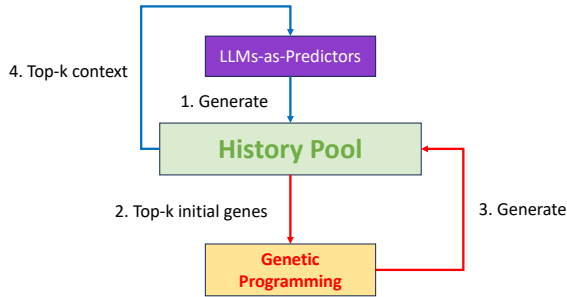 LLMs-as-Predictors
4. Top-k context
1. Generate
History Pool
2. Top-k initial genes
3. Generate
Genetic
Programming